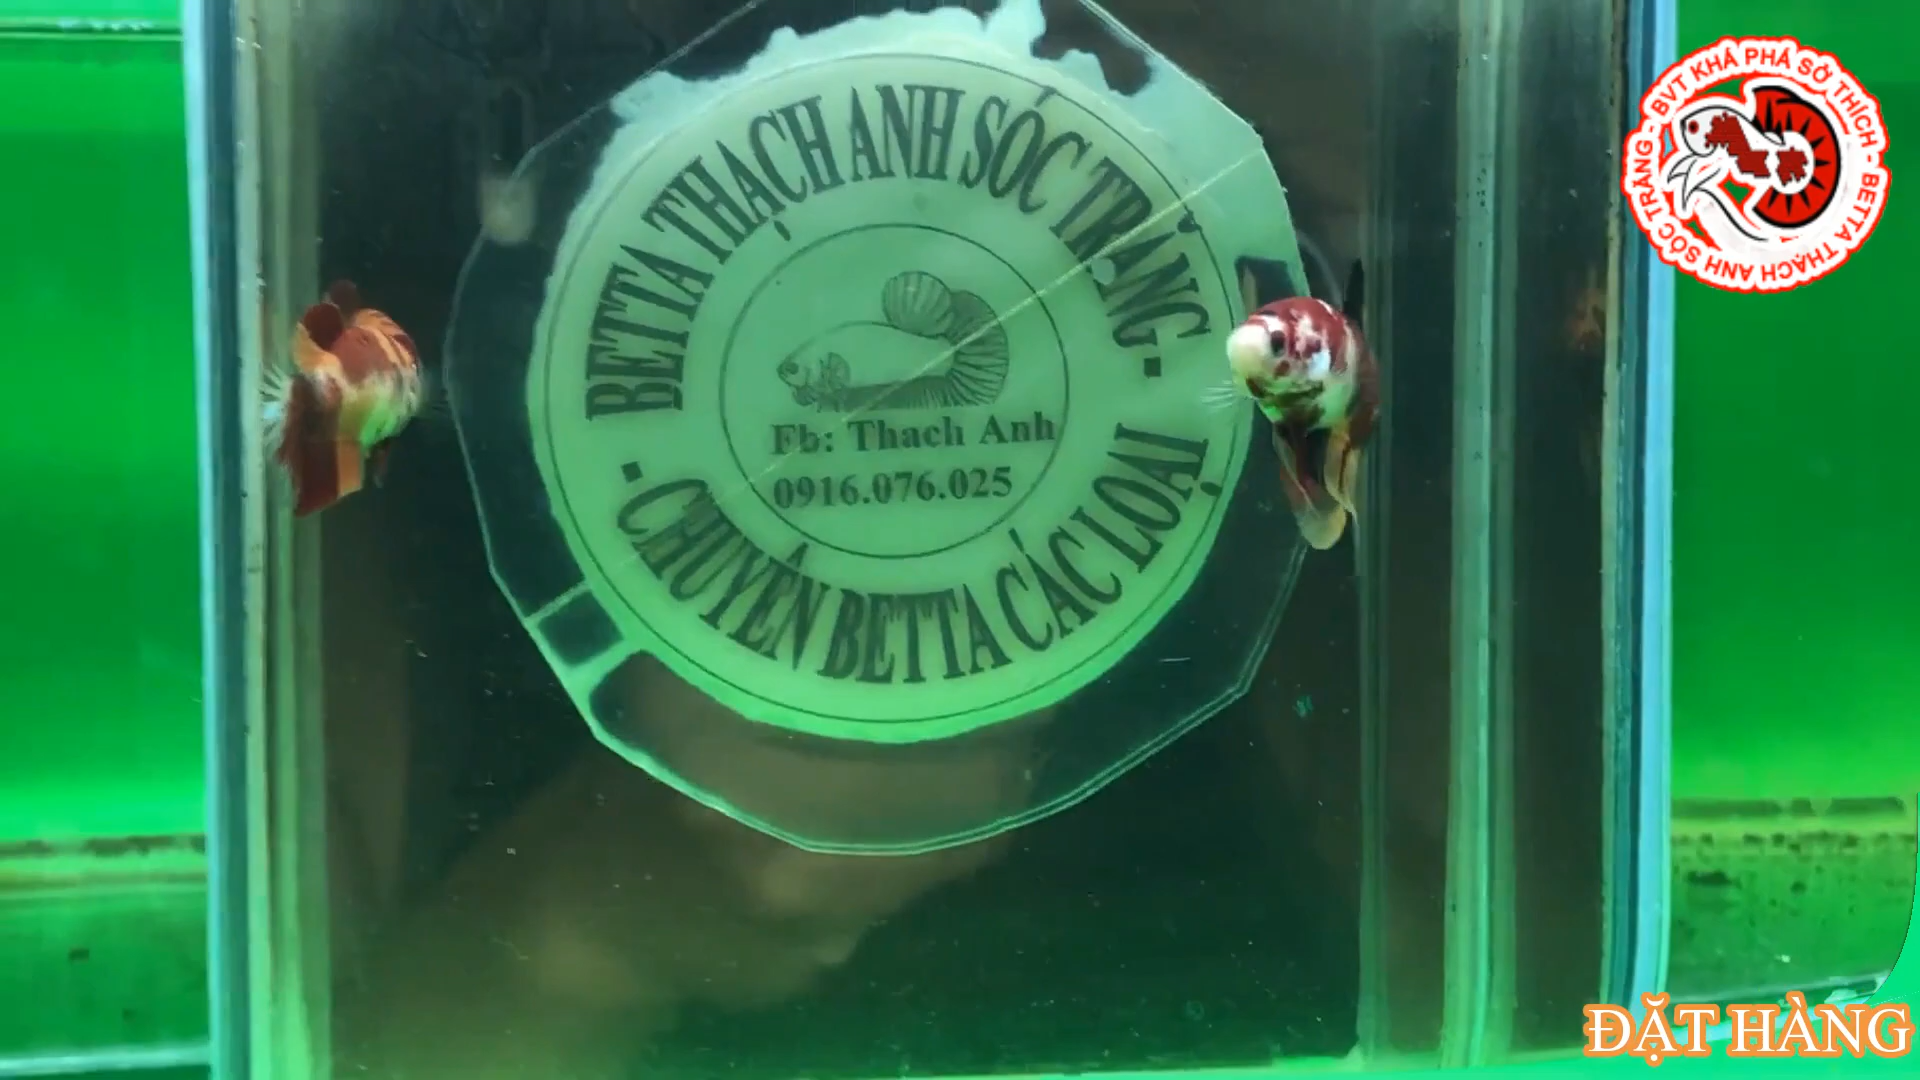 BETTA THẠCH ANH SÓC TRĂNG
Fb: Thach Anh
0916.076.025
- CHUYÊN BETTA CÁC LOẠI -
BVT KHÁ PHÁ SỞ THÍCH - BETTA THẠCH ANH SÓC TRĂNG -
ĐẶT HÀNG